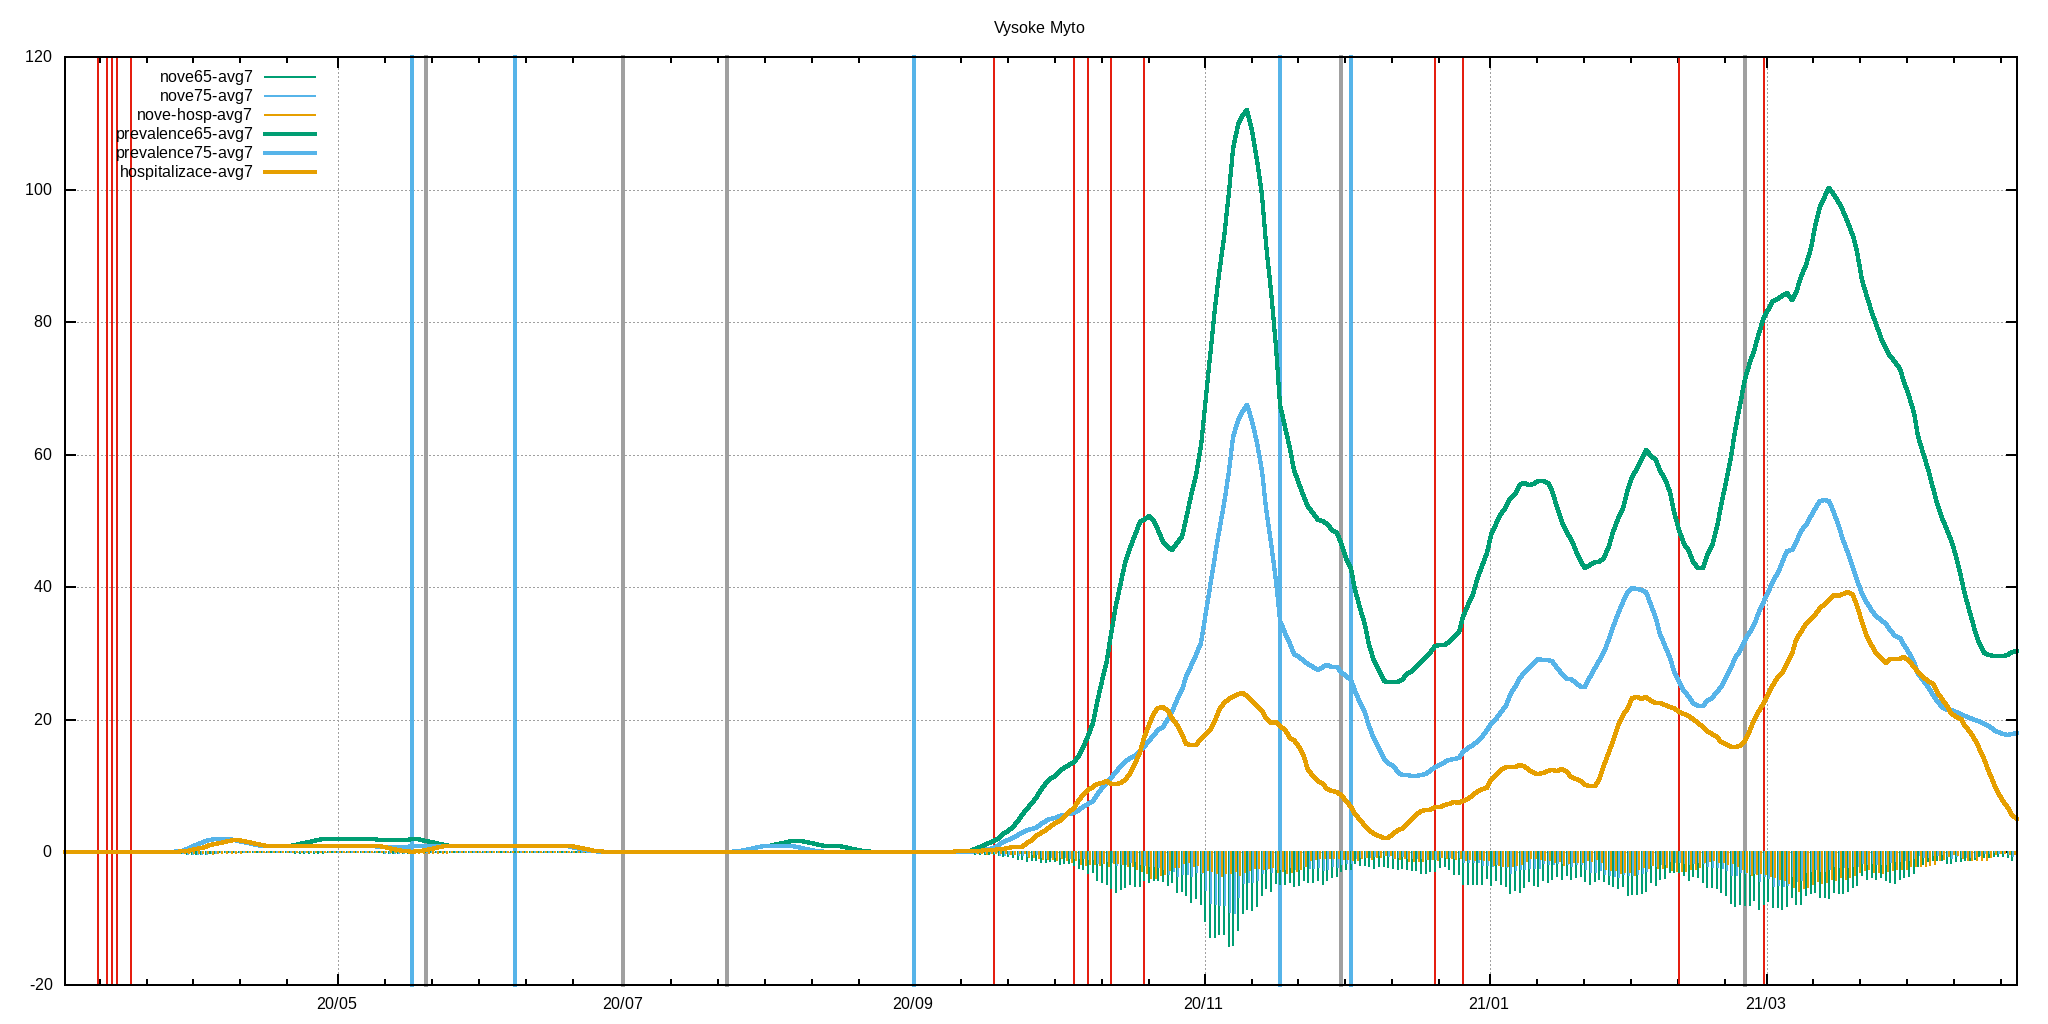 Vysoke Myto
120
100
80
60
40
20
0
-20
nove65-avg7
nove75-avg7
nove-hosp-avg7
prevalence65-avg7
prevalence75-avg7
hospitalizace-avg7
20/05 20/07 20/09 20/11 21/01 21/03